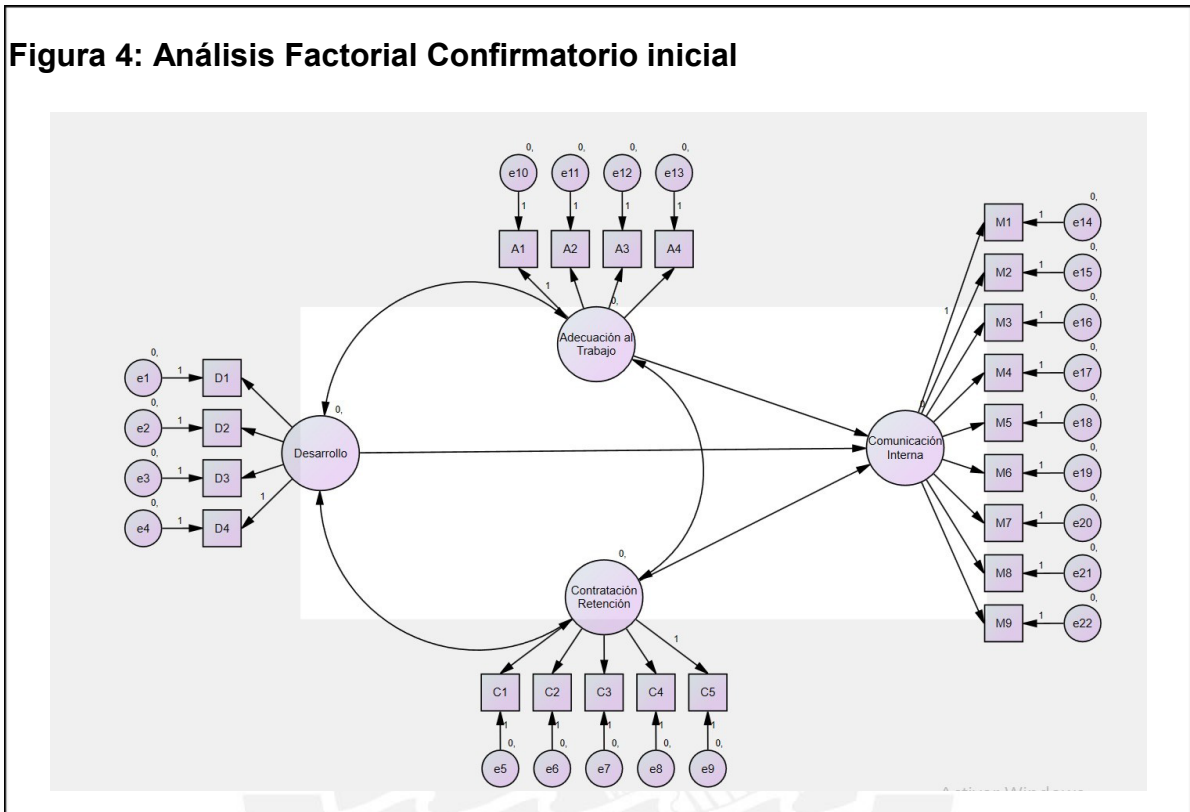 Figura 4: Análisis Factorial Confirmatorio inicial
0, 0, 0, 0,
e10 e11 e12 e13
1 1 1 1
A1 A2 A3 A4
1
0,
Adecuación al
Trabajo
0,
e1 1 D1
0,
e2 1 D2
0,
e3 1 D3
0,
e4 1 D4
1
0,
Desarrollo
0,
Contratación
Retención
1
C1 C2 C3 C4 C5
1 1 1 1 1
0, 0, 0, 0, 0,
e5 e6 e7 e8 e9
0,
Comunicación
Interna
1
0,
M1 1 e14
0,
M2 1 e15
0,
M3 1 e16
0,
M4 1 e17
0,
M5 1 e18
0,
M6 1 e19
0,
M7 1 e20
0,
M8 1 e21
0,
M9 1 e22